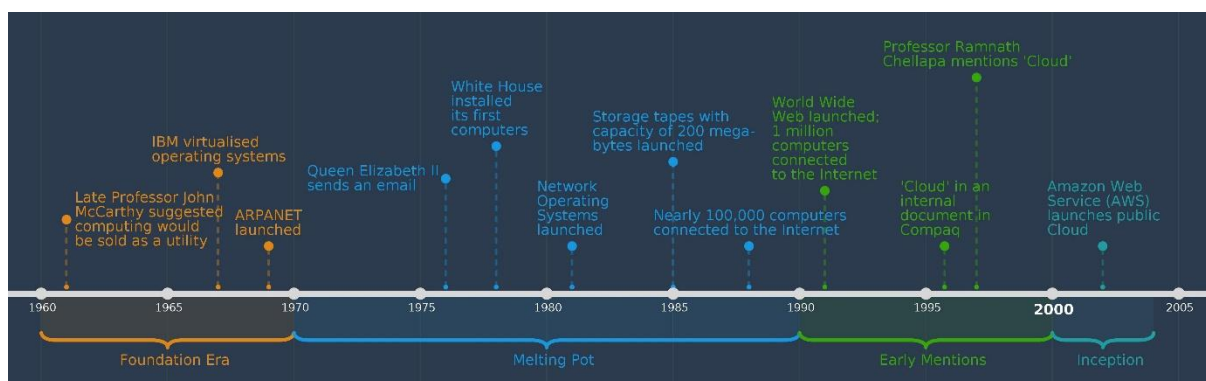 Professor Ramnath
Chellapa mentions 'Cloud'
White House
installed
its first
computers
World Wide
Web launched;
1 million
computers
connected
to the Internet
Storage tapes with
capacity of 200 mega-
bytes launched
IBM virtualised
operating systems
Queen Elizabeth II
sends an email
Network
Operating
Systems
launched
'Cloud' in an
internal
document in
Compaq
Amazon Web
Service (AWS)
launches public
Cloud
Late Professor John
McCarthy suggested
computing would
be sold as a utility
ARPANET
launched
Nearly 100,000 computers
connected to the Internet
1960 1965 1970 1975 1980 1985 1990 1995 2000 2005
Foundation Era Melting Pot Early Mentions Inception